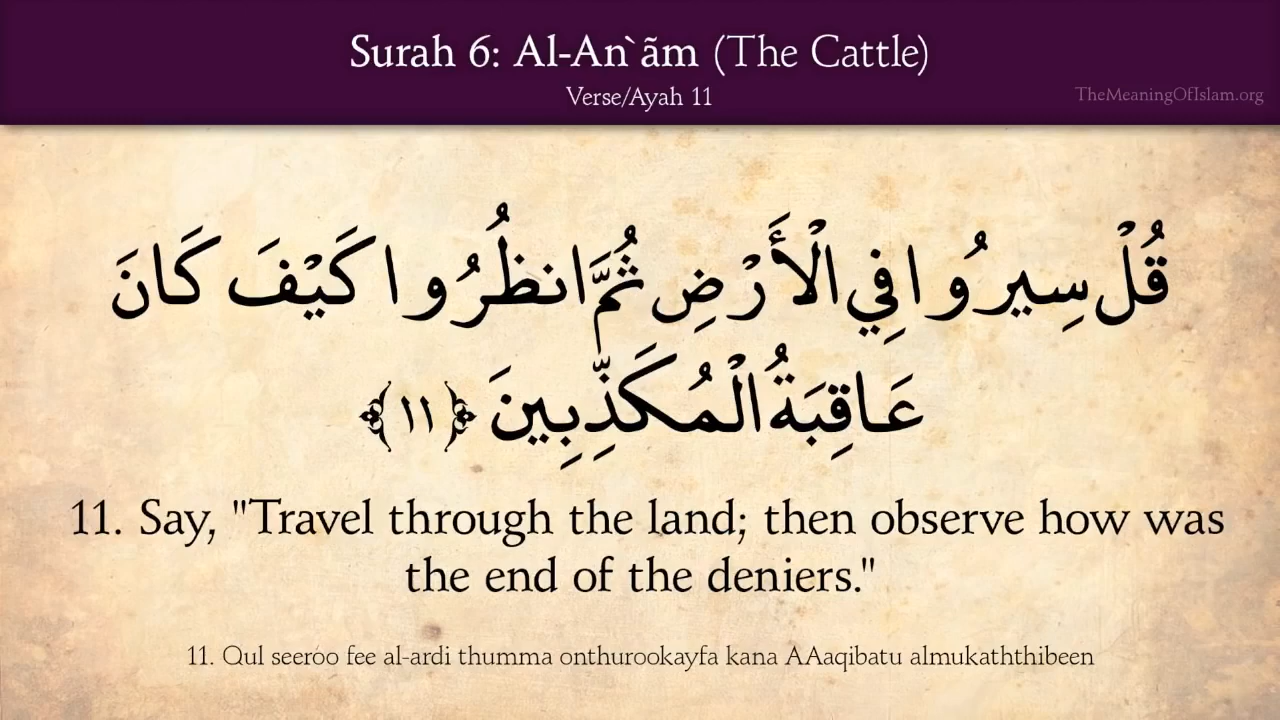 Surah 6: Al-An`ãm (The Cattle)
Verse/Ayah 11
TheMeaningOfIslam.org
قُلْ سِيرُوا فِي الْأَرْضِ ثُمَّ انظُرُوا كَيْفَ كَانَ
عَاقِبَةُ الْمُكَذِّبِينَ ﴿١١﴾
11. Say, "Travel through the land; then observe how was
the end of the deniers."
11. Qul seeroo fee al-ardi thumma onthurookayfa kana AAaqibatu almukaththibeen